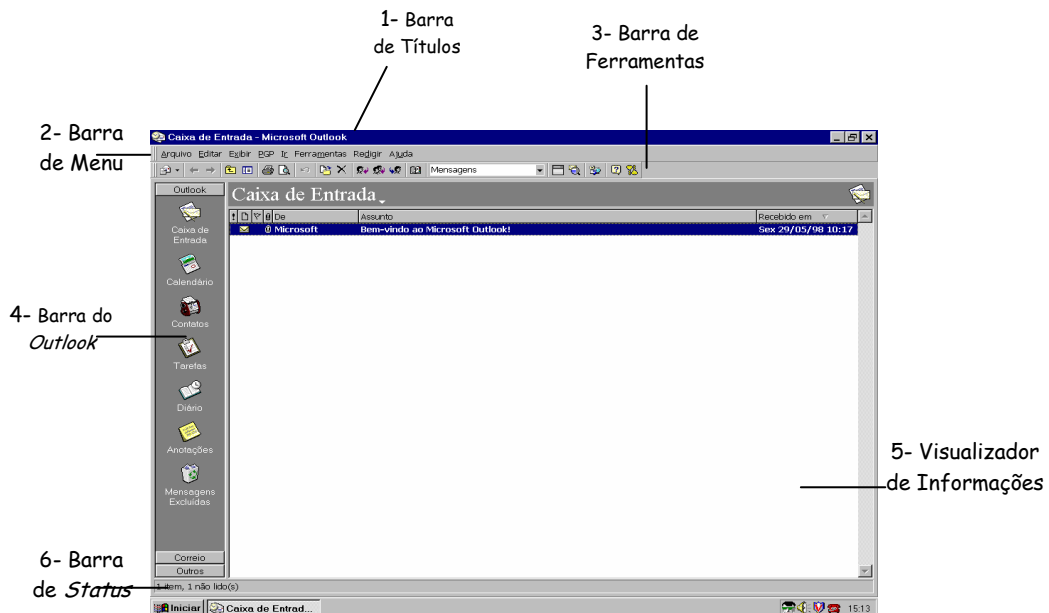 1- Barra
de Títulos
3- Barra de
Ferramentas
2- Barra
de Menu
Caixa de Entrada - Microsoft Outlook
Arquivo Editar Exibir PGP Ir Ferramentas Redigir Ajuda
Mensagens
Outlook
Caixa de Entrada
! De Assunto Recebido em
Microsoft Bem-vindo ao Microsoft Outlook! Sex 29/05/98 10:17
Caixa de
Entrada
Calendário
Contatos
4- Barra do
Outlook
Tarefas
Diário
Anotações
Mensagens
Excluídas
5- Visualizador
de Informações
Correio
Outros
6- Barra
de Status
1 item, 1 não lido(s)
Iniciar Caixa de Entrad... 15:13